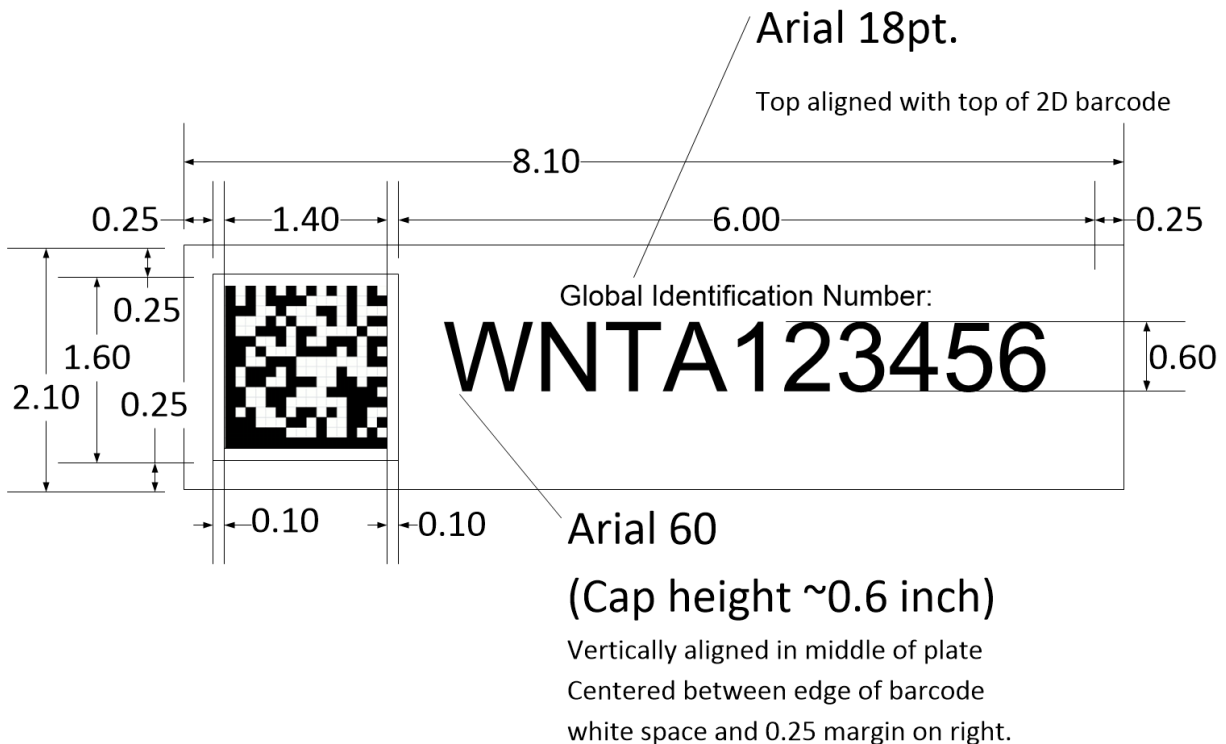 Arial 18pt.
Top aligned with top of 2D barcode
8.10
0.25
1.40
6.00
0.25
0.25
Global Identification Number:
WNTA123456
1.60
0.60
2.10
0.25
0.10
0.10
Arial 60
(Cap height ~0.6 inch)
Vertically aligned in middle of plate
Centered between edge of barcode
white space and 0.25 margin on right.